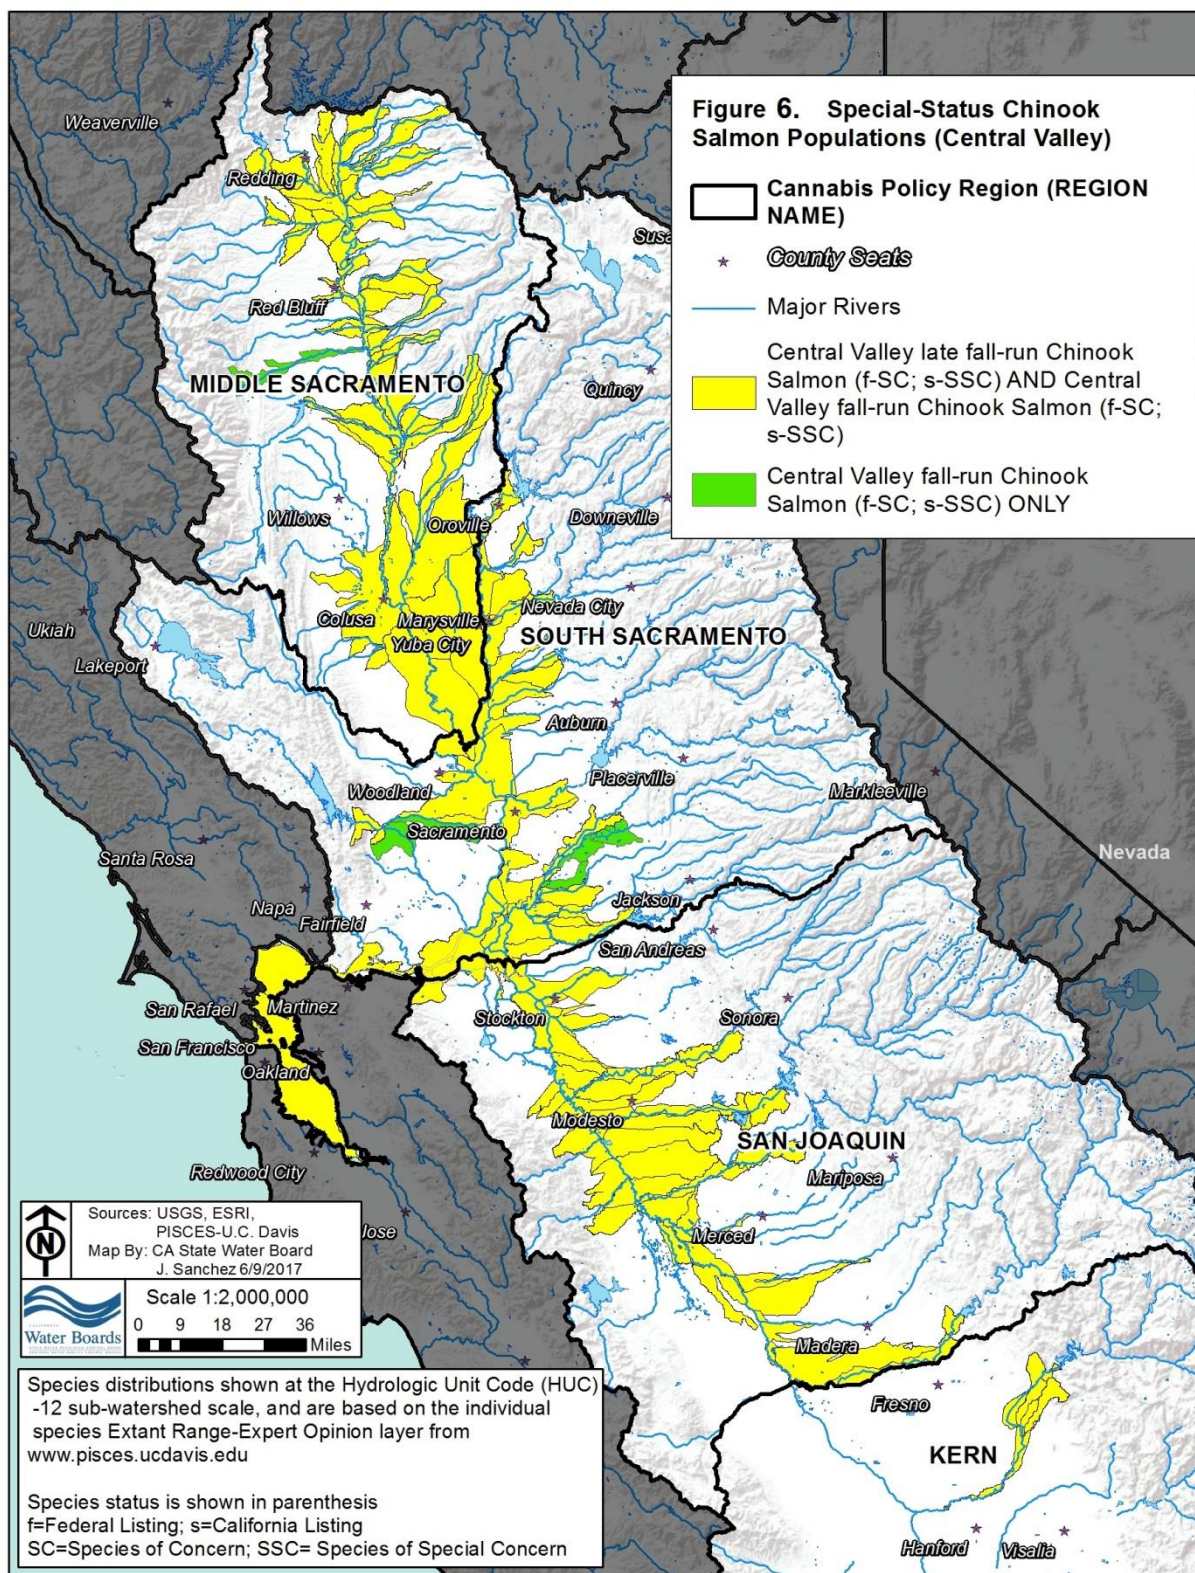 Figure 6. Special-Status Chinook
Salmon Populations (Central Valley)
Cannabis Policy Region (REGION
NAME)
County Seats
Major Rivers
Central Valley late fall-run Chinook
Salmon (f-SC; s-SSC) AND Central
Valley fall-run Chinook Salmon (f-SC;
s-SSC)
Central Valley fall-run Chinook
Salmon (f-SC; s-SSC) ONLY
Weaverville
Redding
Susa
Red Bluff
MIDDLE SACRAMENTO
Quincy
Willows
Oroville
Downeville
Colusa
Marysville
Nevada City
Ukiah
Yuba City
SOUTH SACRAMENTO
Lakeport
Auburn
Placerville
Woodland
Markleeville
Sacramento
Santa Rosa
Nevada
Napa
Fairfield
Jackson
San Andreas
San Rafael
Martinez
Stockton
Sonora
San Francisco
Oakland
Modesto
SAN JOAQUIN
Redwood City
Mariposa
Jose
Merced
Madera
Fresno
KERN
Hanford
Visalia
N
Sources: USGS, ESRI,
PISCES-U.C. Davis
Map By: CA State Water Board
J. Sanchez 6/9/2017
CALIFORNIA
Water Boards
Scale 1:2,000,000
0 9 18 27 36
Miles
Species distributions shown at the Hydrologic Unit Code (HUC)
-12 sub-watershed scale, and are based on the individual
species Extant Range-Expert Opinion layer from
www.pisces.ucdavis.edu
Species status is shown in parenthesis
f=Federal Listing; s=California Listing
SC=Species of Concern; SSC= Species of Special Concern